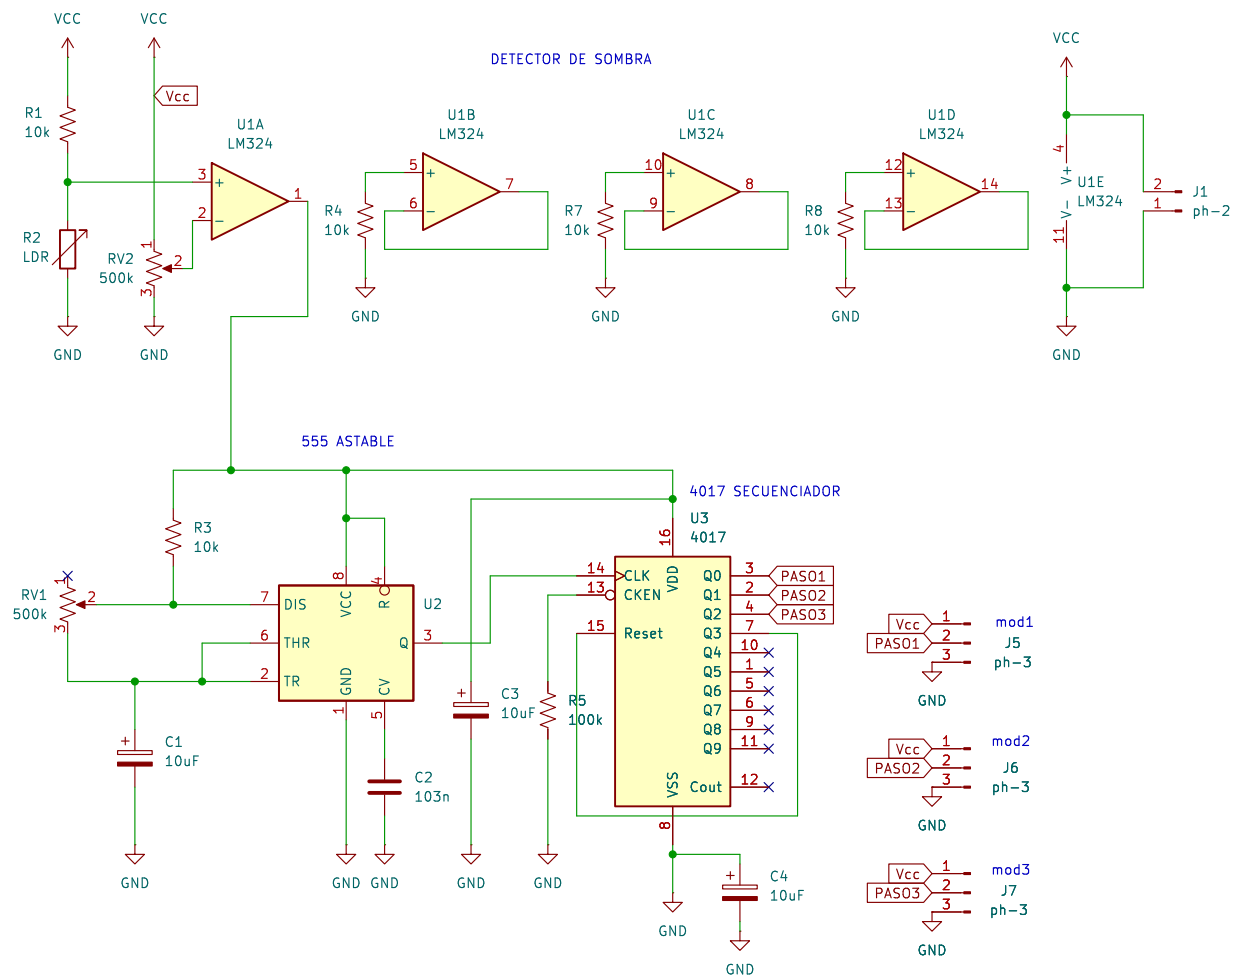 VCC
VCC
VCC
DETECTOR DE SOMBRA
Vcc
R1
10k
U1A
LM324
3
2
1
+
−
R2
LDR
RV2
500k
1
2
3
GND
GND
U1B
LM324
5
6
7
+
−
R4
10k
GND
U1C
LM324
10
9
8
+
−
R7
10k
GND
U1D
LM324
12
13
14
+
−
R8
10k
GND
4
V+
U1E
LM324
V-
11
2
1
J1
ph-2
GND
555 ASTABLE
4017 SECUENCIADOR
R3
10k
RV1
500k
1
2
3
U2
7
DIS
6
THR
2
TR
8
VCC
4
R
Q
3
GND
1
CV
5
C1
10uF
GND
C2
103n
GND
GND
C3
10uF
GND
R5
100k
GND
U3
4017
16
VDD
14
CLK
13
CKEN
15
Reset
Q0
3
PASO1
Q1
2
PASO2
Q2
4
PASO3
Q3
7
Q4
10
Q5
1
Q6
5
Q7
6
Q8
9
Q9
11
Cout
12
VSS
8
GND
C4
10uF
GND
Vcc
1
mod1
PASO1
2
J5
3
ph-3
GND
Vcc
1
mod2
PASO2
2
J6
3
ph-3
GND
Vcc
1
mod3
PASO3
2
J7
3
ph-3
GND